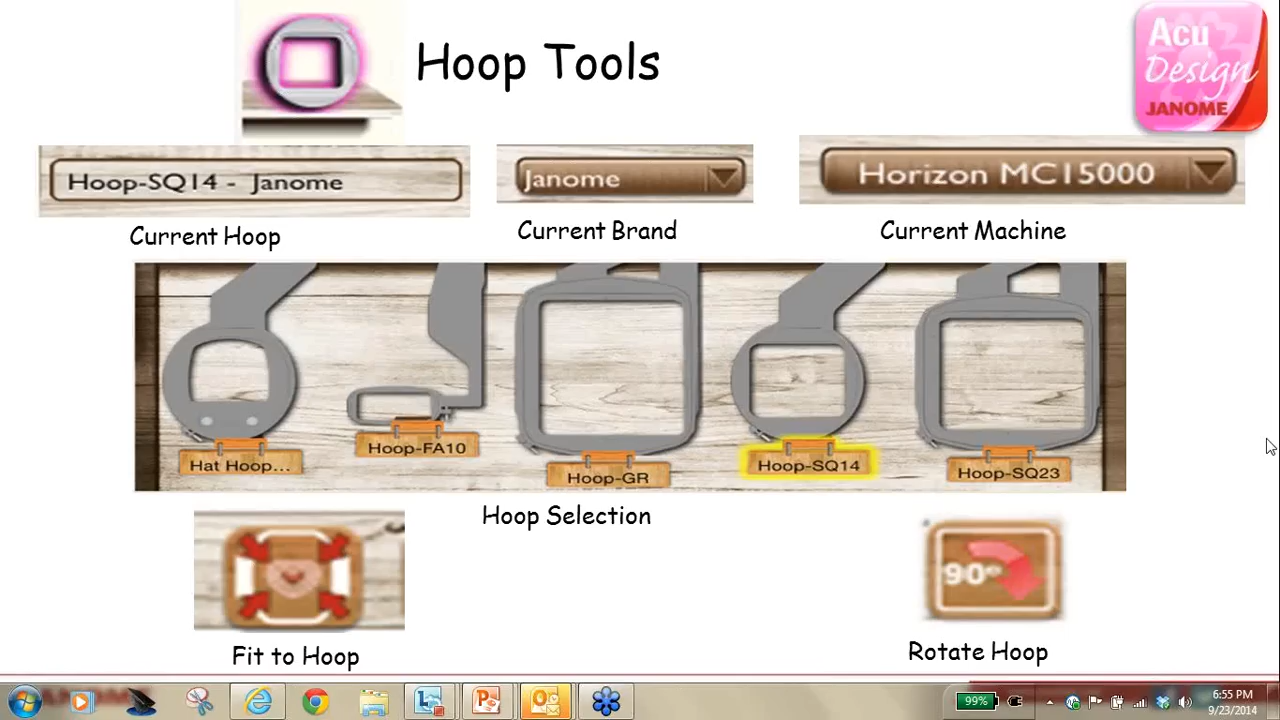 Hoop Tools
Acu
Design
JANOME
Hoop-SQ14 - Janome
Janome
Horizon MC15000
Current Hoop
Current Brand
Current Machine
Hat Hoop...
Hoop-FA10
Hoop-GR
Hoop-SQ14
Hoop-SQ23
Hoop Selection
90°
Fit to Hoop
Rotate Hoop
99%
6:55 PM
9/23/2014